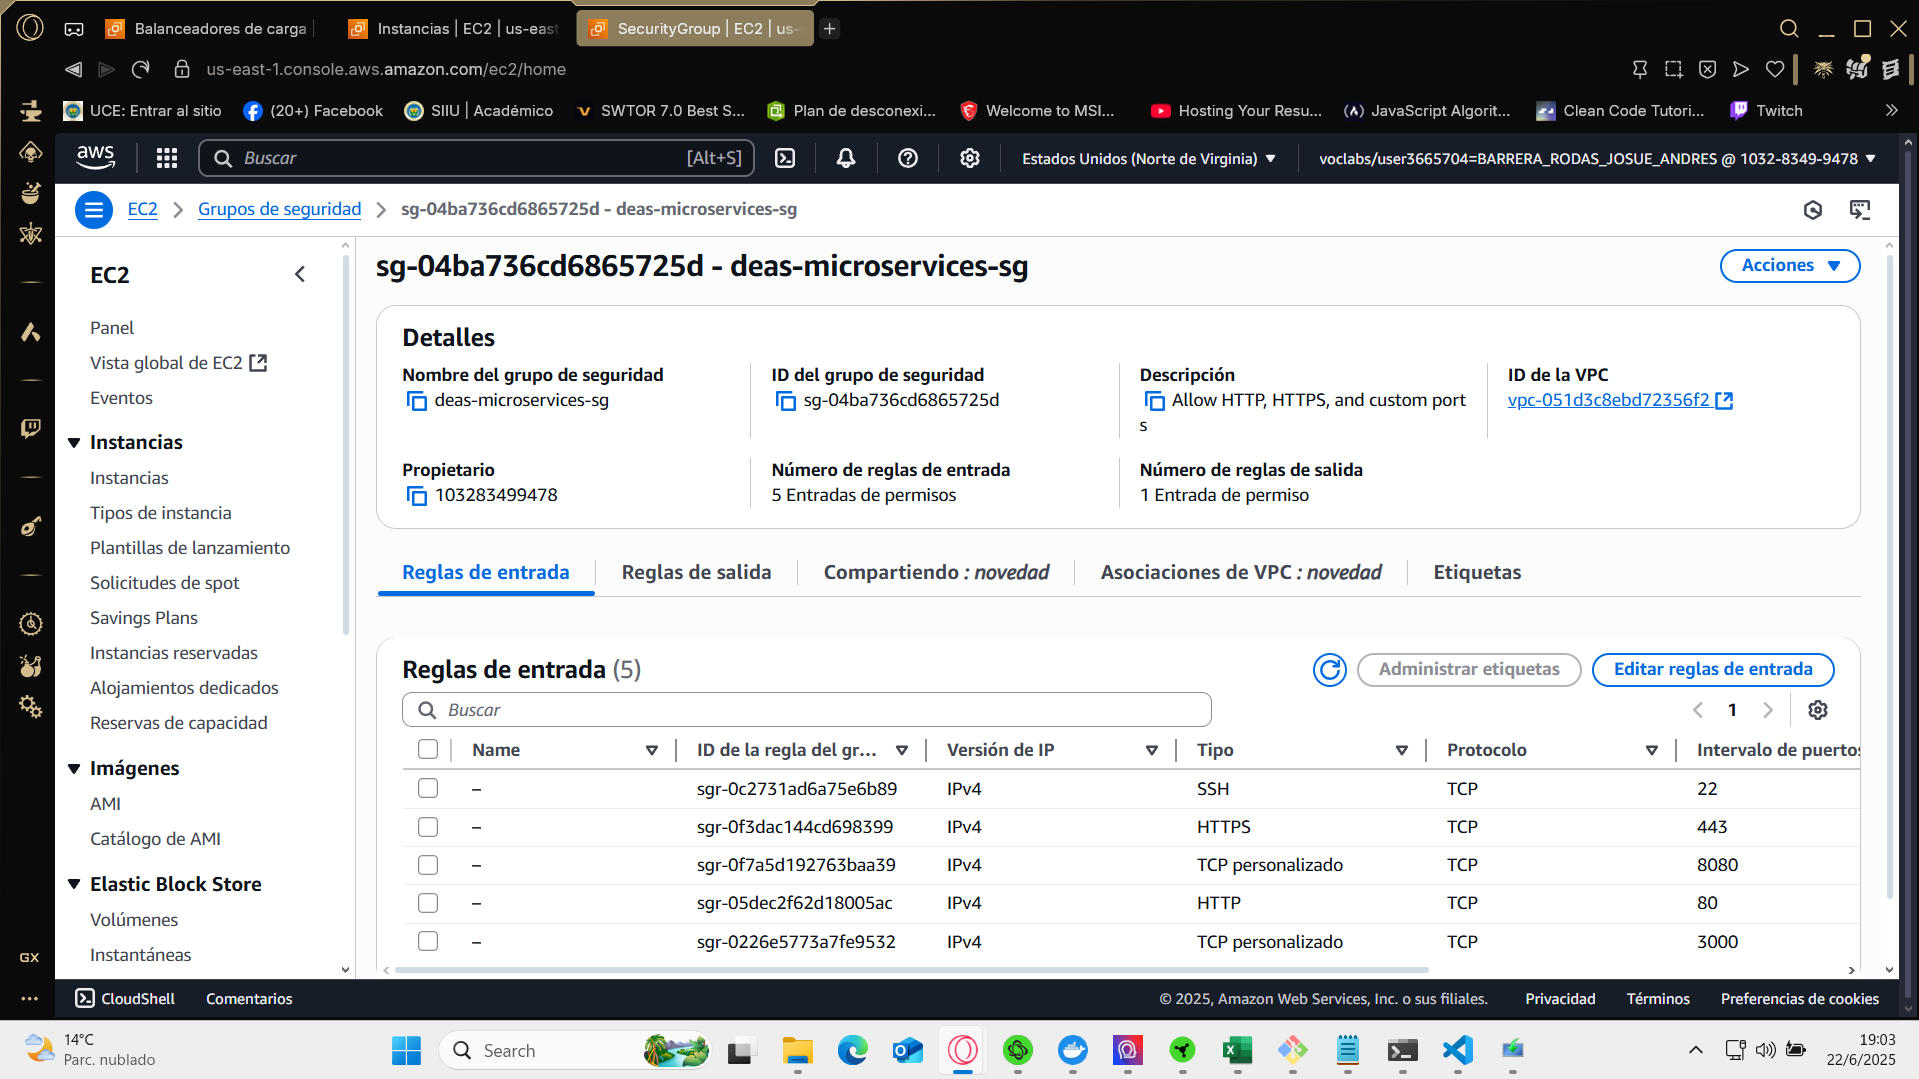 Balanceadores de carga
Instancias | EC2 | us-east
SecurityGroup | EC2 | us-
us-east-1.console.aws.amazon.com/ec2/home
UCE: Entrar al sitio
(20+) Facebook
SIIU | Académico
SWTOR 7.0 Best S...
Plan de desconexi...
Welcome to MSI...
Hosting Your Resu...
JavaScript Algorit...
Clean Code Tutori...
Twitch
aws
Buscar
[Alt+S]
Estados Unidos (Norte de Virginia)
voclabs/user3665704=BARRERA_RODAS_JOSUE_ANDRES @ 1032-8349-9478
EC2
Grupos de seguridad
sg-04ba736cd6865725d - deas-microservices-sg
EC2
Panel
Vista global de EC2
Eventos
Instancias
Instancias
Tipos de instancia
Plantillas de lanzamiento
Solicitudes de spot
Savings Plans
Instancias reservadas
Alojamientos dedicados
Reservas de capacidad
Imágenes
AMI
Catálogo de AMI
Elastic Block Store
Volúmenes
Instantáneas
sg-04ba736cd6865725d - deas-microservices-sg
Acciones
Detalles
Nombre del grupo de seguridad
deas-microservices-sg
ID del grupo de seguridad
sg-04ba736cd6865725d
Descripción
Allow HTTP, HTTPS, and custom port
s
ID de la VPC
vpc-051d3c8ebd72356f2
Propietario
103283499478
Número de reglas de entrada
5 Entradas de permisos
Número de reglas de salida
1 Entrada de permiso
Reglas de entrada
Reglas de salida
Compartiendo : novedad
Asociaciones de VPC : novedad
Etiquetas
Reglas de entrada (5)
Administrar etiquetas
Editar reglas de entrada
Buscar
1
Name ID de la regla del gr... Versión de IP Tipo Protocolo Intervalo de puertos
– sgr-0c2731ad6a75e6b89 IPv4 SSH TCP 22
– sgr-0f3dac144cd698399 IPv4 HTTPS TCP 443
– sgr-0f7a5d192763baa39 IPv4 TCP personalizado TCP 8080
– sgr-05dec2f62d18005ac IPv4 HTTP TCP 80
– sgr-0226e5773a7fe9532 IPv4 TCP personalizado TCP 3000
GX
CloudShell
Comentarios
© 2025, Amazon Web Services, Inc. o sus filiales.
Privacidad
Términos
Preferencias de cookies
14°C
Parc. nublado
Search
19:03
22/6/2025